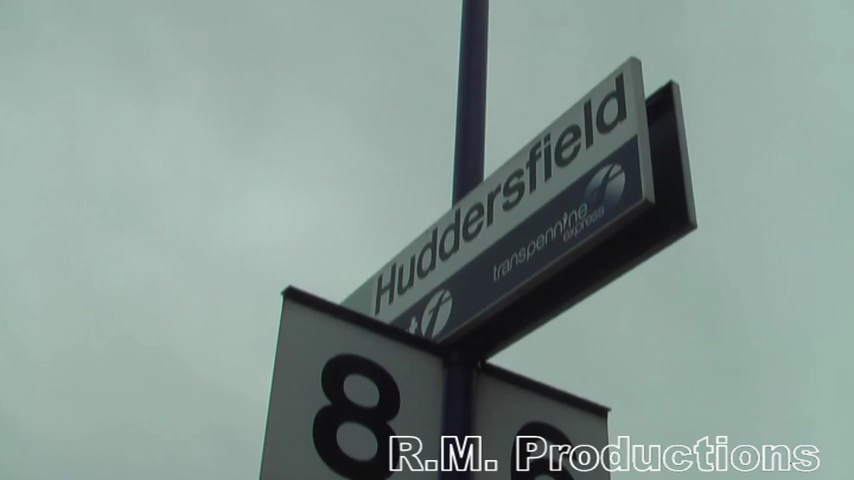 Huddersfield
transpennine
express
8
R.M. Productions